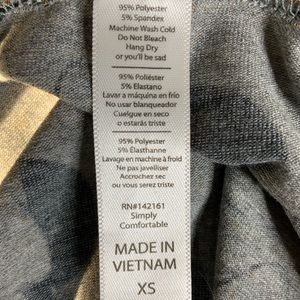 95% Polyester
5% Spandex
Machine Wash Cold
Do Not Bleach
Hang Dry
or you'll be sad
95% Poliéster
5% Elastano
Lavar a máquina en frío
No usar blanqueador
Cuelgue en seco
o estarás triste
95% Polyester
5% Élasthanne
Lavage en machine à froid
Ne pas javelliser
Accrochez sec
ou vous serez triste
RN#142161
Simply
Comfortable
MADE IN
VIETNAM
XS